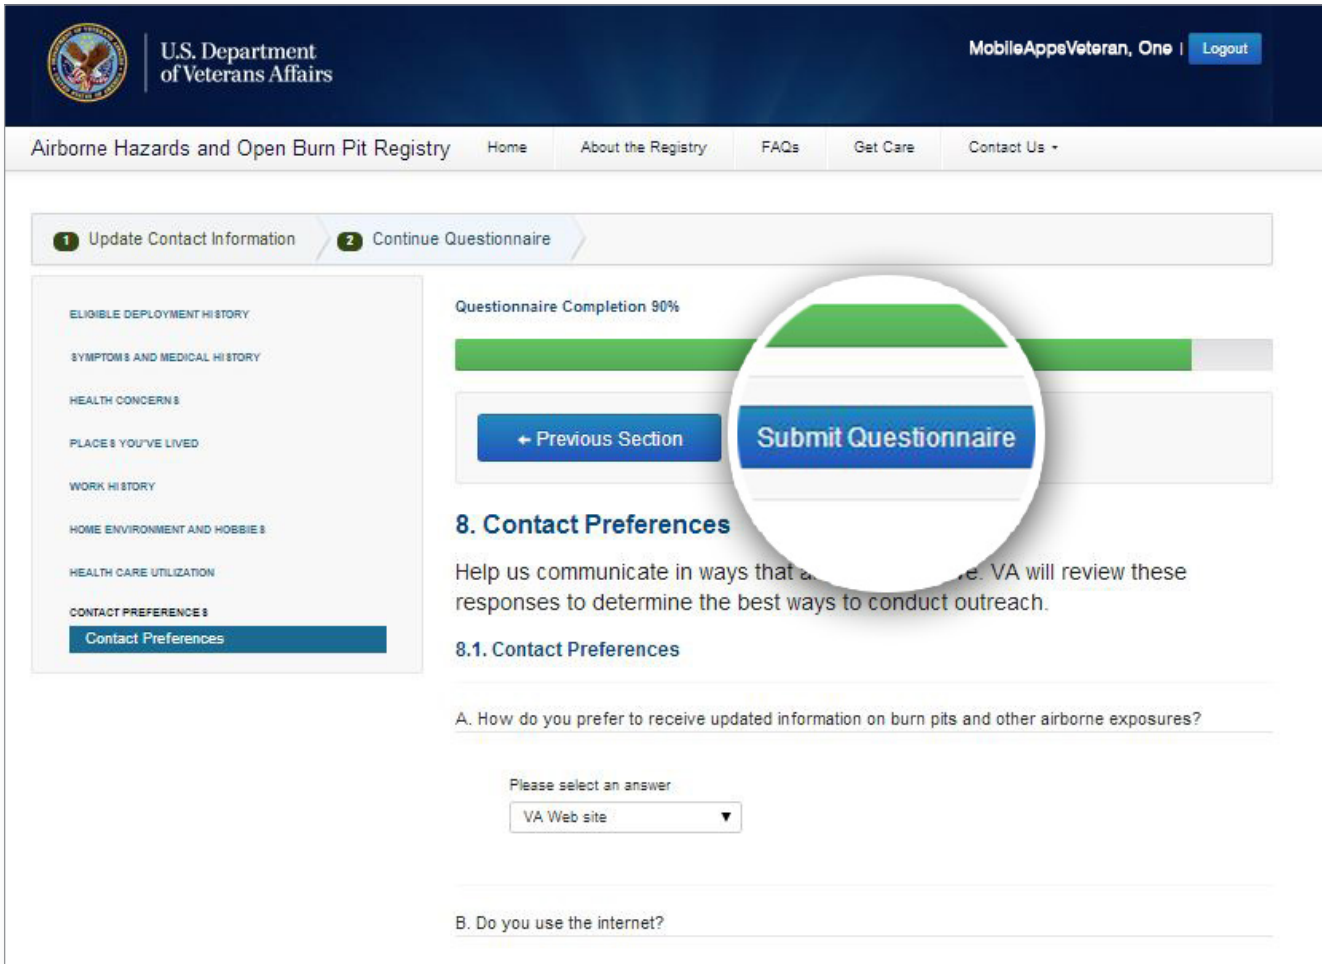 U.S. Department
of Veterans Affairs
MobileAppsVeteran, One | Logout
Airborne Hazards and Open Burn Pit Registry Home About the Registry FAQs Get Care Contact Us
1 Update Contact Information 2 Continue Questionnaire
ELIGIBLE DEPLOYMENT HISTORY
SYMPTOMS AND MEDICAL HISTORY
HEALTH CONCERNS
PLACES YOU'VE LIVED
WORK HISTORY
HOME ENVIRONMENT AND HOBBIES
HEALTH CARE UTILIZATION
CONTACT PREFERENCES
Contact Preferences
Questionnaire Completion 90%
← Previous Section Submit Questionnaire
8. Contact Preferences
Help us communicate in ways that VA will review these
responses to determine the best ways to conduct outreach.
8.1. Contact Preferences
A. How do you prefer to receive updated information on burn pits and other airborne exposures?
Please select an answer
VA Web site
B. Do you use the internet?